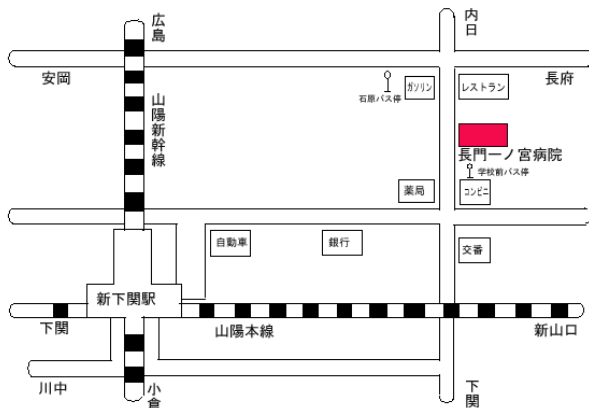 広島
内日
安岡
長府
石原バス停
ガソリン
レストラン
山陽新幹線
長門一ノ宮病院
学校前バス停
薬局
コンビニ
自動車
銀行
交番
新下関駅
下関
山陽本線
新山口
川中
小倉
下関